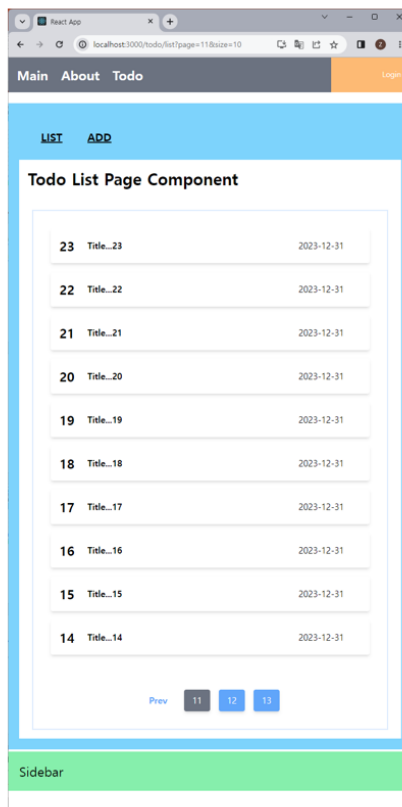 React App
localhost:3000/todo/list?page=11&size=10
Main About Todo
Login
LIST ADD
Todo List Page Component
23 Title...23 2023-12-31
22 Title...22 2023-12-31
21 Title...21 2023-12-31
20 Title...20 2023-12-31
19 Title...19 2023-12-31
18 Title...18 2023-12-31
17 Title...17 2023-12-31
16 Title...16 2023-12-31
15 Title...15 2023-12-31
14 Title...14 2023-12-31
Prev 11 12 13
Sidebar